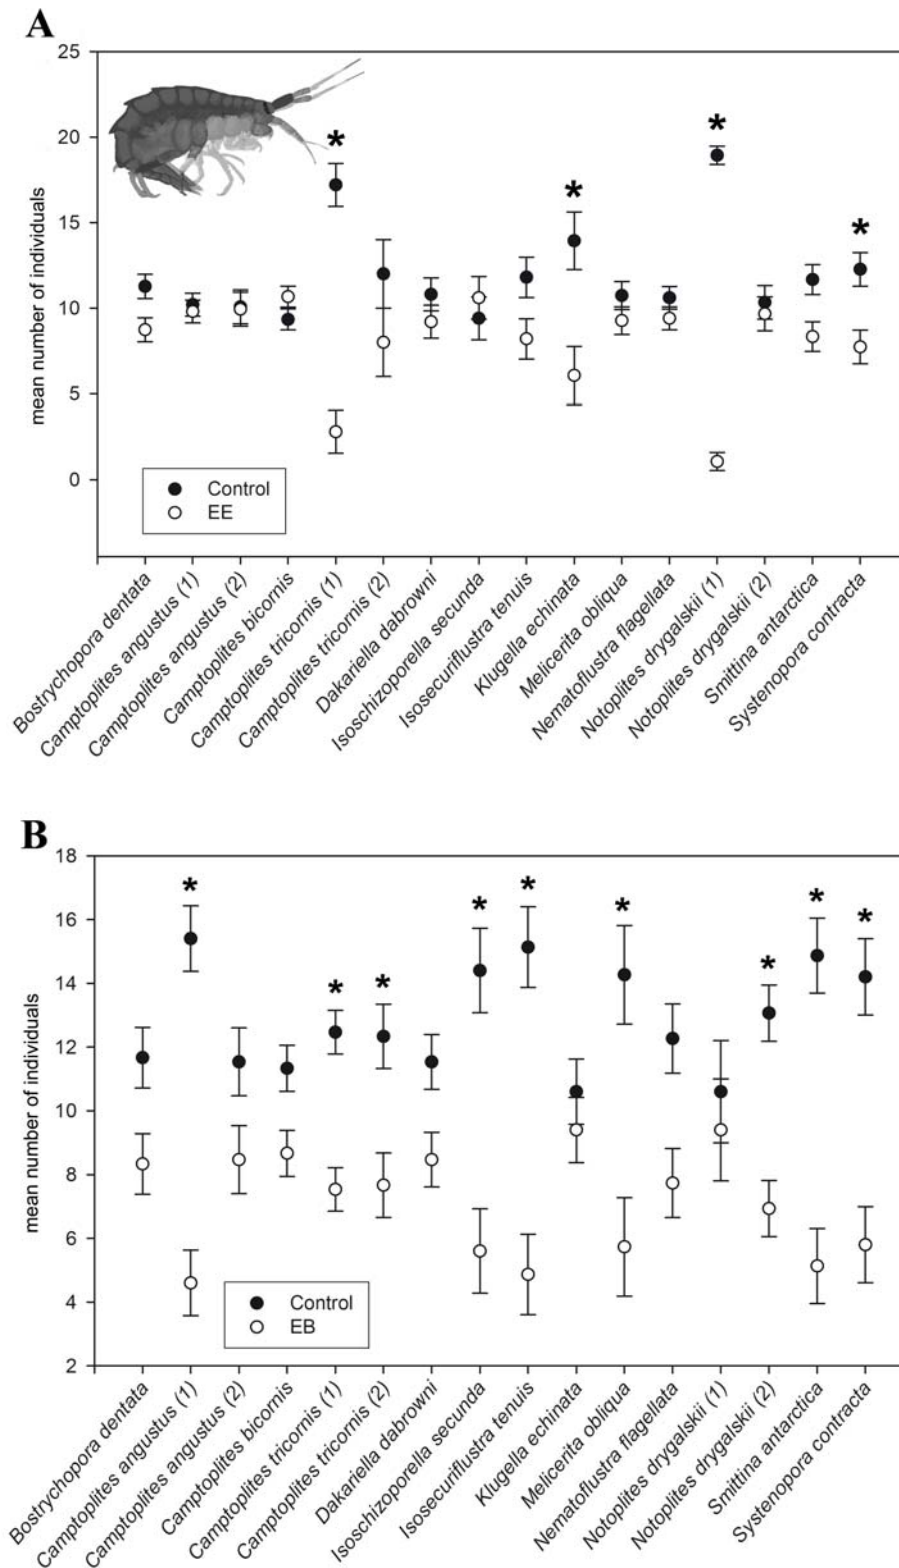 A
25
20
15
10
5
0
mean number of individuals
*
*
*
*
Control
EE
Bostrychopora dentata
Camptoplites angustus (1)
Camptoplites angustus (2)
Camptoplites bicornis
Camptoplites tricornis (1)
Camptoplites tricornis (2)
Dakariella dabrowni
Isoschizoporella secunda
Isosecuriflustra tenuis
Klugella echinata
Melicerita obliqua
Nematoflustra flagellata
Notoplites drygalskii (1)
Notoplites drygalskii (2)
Smittina antarctica
Systenopora contracta
B
18
16
14
12
10
8
6
4
2
mean number of individuals
*
*
*
*
*
*
*
*
*
Control
EB
Bostrychopora dentata
Camptoplites angustus (1)
Camptoplites angustus (2)
Camptoplites bicornis
Camptoplites tricornis (1)
Camptoplites tricornis (2)
Dakariella dabrowni
Isoschizoporella secunda
Isosecuriflustra tenuis
Klugella echinata
Melicerita obliqua
Nematoflustra flagellata
Notoplites drygalskii (1)
Notoplites drygalskii (2)
Smittina antarctica
Systenopora contracta